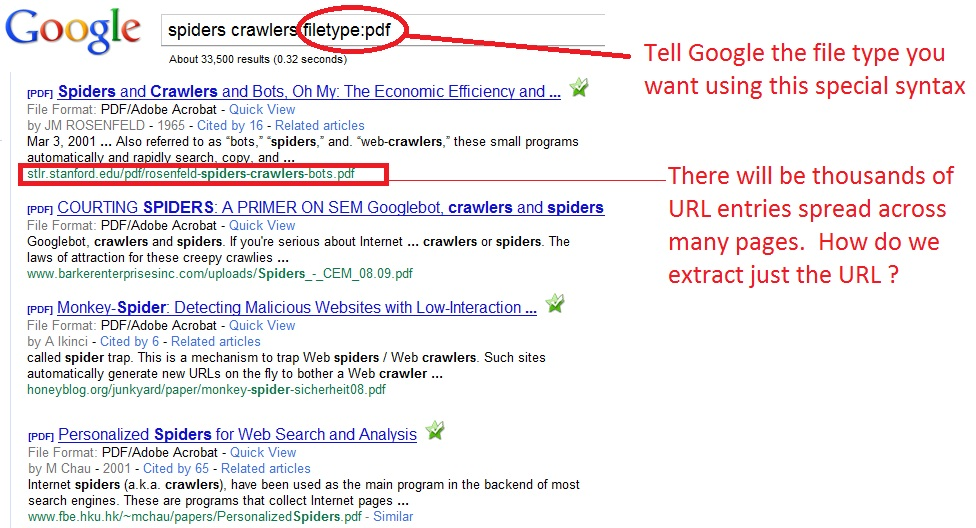 Google
spiders crawlers filetype:pdf
About 33,500 results (0.32 seconds)
Tell Google the file type you
want using this special syntax
[PDF] Spiders and Crawlers and Bots, Oh My: The Economic Efficiency and ...
File Format: PDF/Adobe Acrobat - Quick View
by JM ROSENFELD - 1965 - Cited by 16 - Related articles
Mar 3, 2001 ... Also referred to as “bots,” “spiders,” and. “web-crawlers,” these small programs
automatically and rapidly search, copy, and ...
stlr.stanford.edu/pdf/rosenfeld-spiders-crawlers-bots.pdf
There will be thousands of
URL entries spread across
many pages. How do we
extract just the URL ?
[PDF] COURTING SPIDERS: A PRIMER ON SEM Googlebot, crawlers and spiders
File Format: PDF/Adobe Acrobat - Quick View
Googlebot, crawlers and spiders. If you're serious about Internet ... crawlers or spiders. The
laws of attraction for these creepy crawlies ...
www.barkerenterprisesinc.com/uploads/Spiders_-_CEM_08.09.pdf
[PDF] Monkey-Spider: Detecting Malicious Websites with Low-Interaction ...
File Format: PDF/Adobe Acrobat - Quick View
by A Ikinci - Cited by 6 - Related articles
called spider trap. This is a mechanism to trap Web spiders / Web crawlers. Such sites
automatically generate new URLs on the fly to bother a Web crawler ...
honeyblog.org/junkyard/paper/monkey-spider-sicherheit08.pdf
[PDF] Personalized Spiders for Web Search and Analysis
File Format: PDF/Adobe Acrobat - Quick View
by M Chau - 2001 - Cited by 65 - Related articles
Internet spiders (a.k.a. crawlers), have been used as the main program in the backend of most
search engines. These are programs that collect Internet pages ...
www.fbe.hku.hk/~mchau/papers/PersonalizedSpiders.pdf - Similar